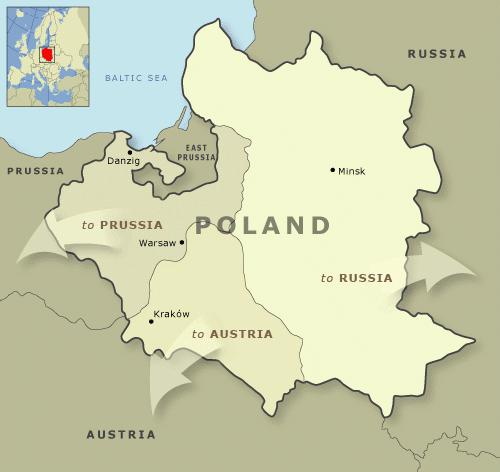 RUSSIA
BALTIC SEA
EAST
PRUSSIA
Danzig
PRUSSIA
Minsk
to PRUSSIA
POLAND
Warsaw
to RUSSIA
Kraków
to AUSTRIA
AUSTRIA